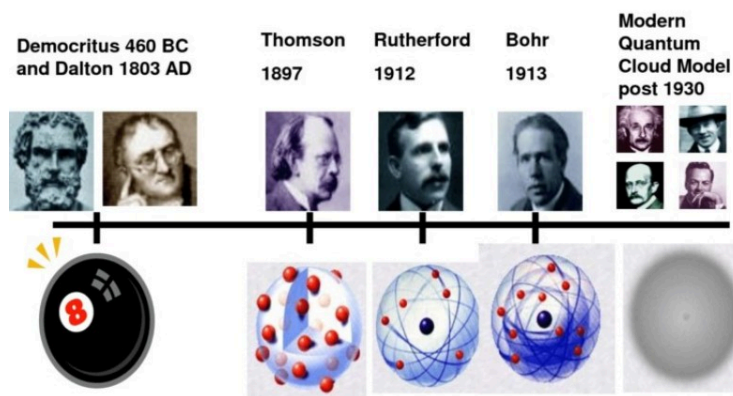 Democritus 460 BC
and Dalton 1803 AD
Thomson
1897
Rutherford
1912
Bohr
1913
Modern
Quantum
Cloud Model
post 1930
8